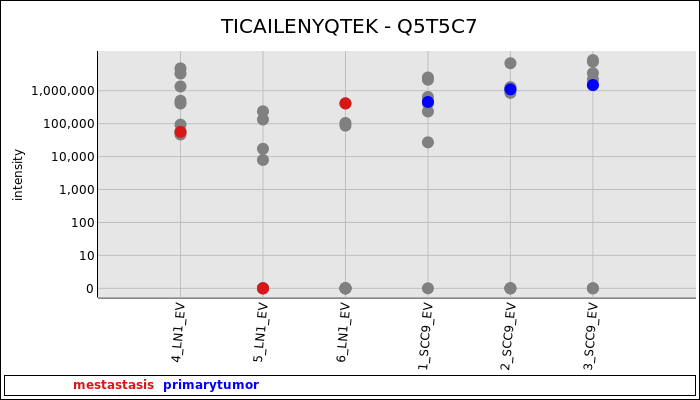 TICAILENYQTEK - Q5T5C7
intensity
1,000,000
100,000
10,000
1,000
100
10
0
4_LN1_EV
5_LN1_EV
6_LN1_EV
1_SCC9_EV
2_SCC9_EV
3_SCC9_EV
mestastasis primarytumor